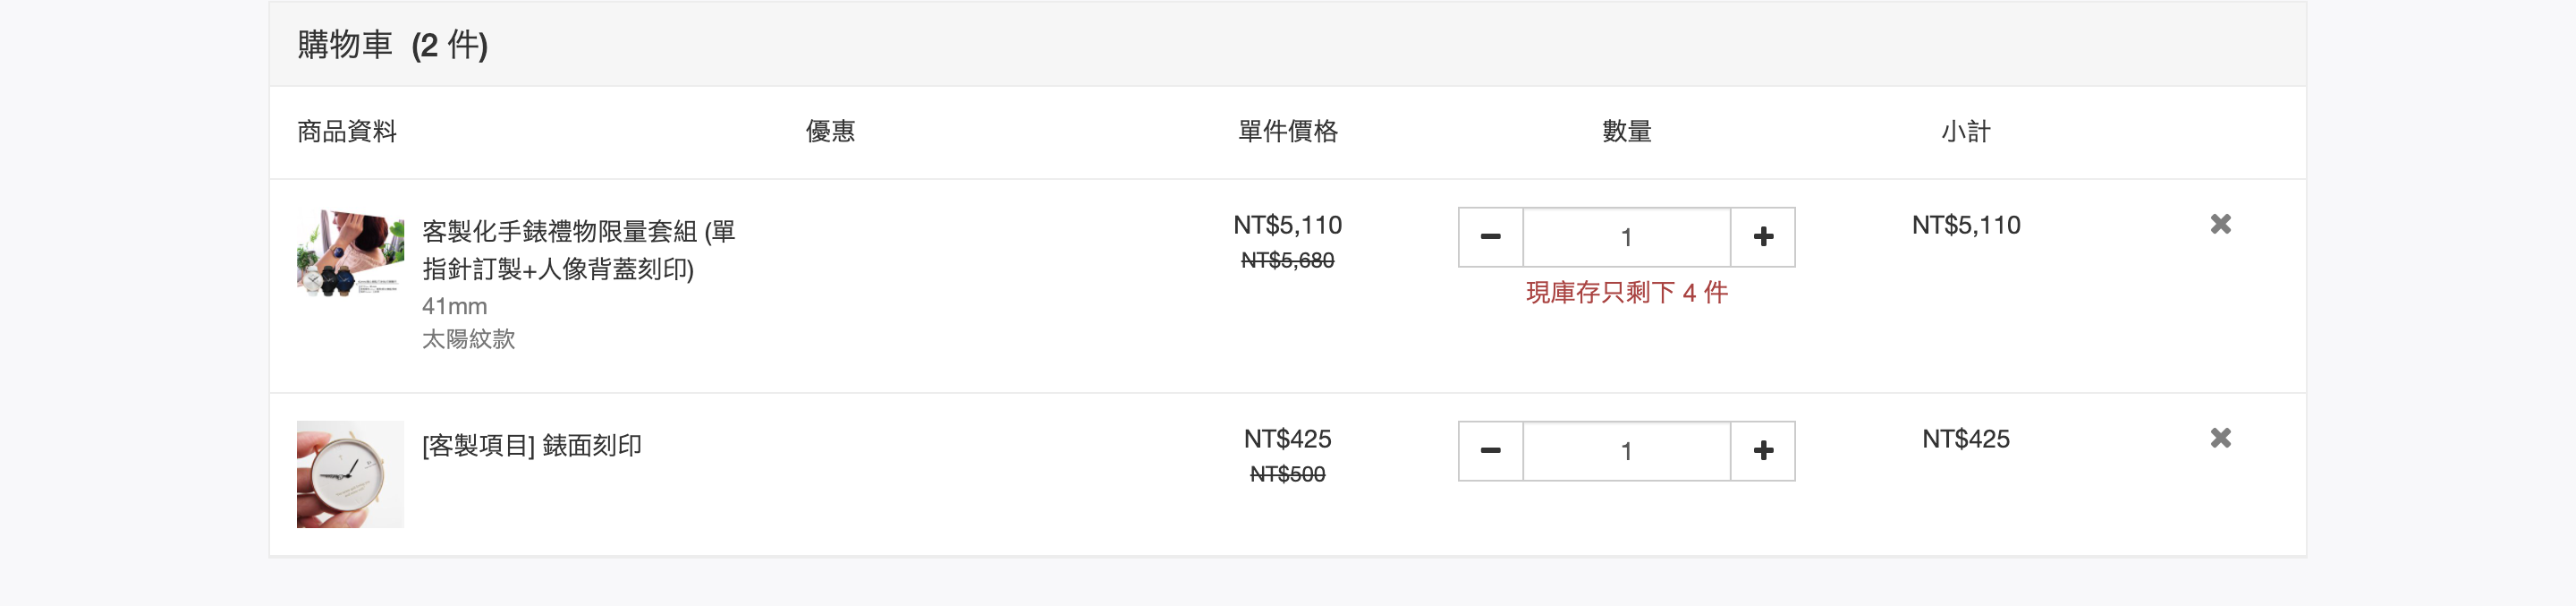 購物車 (2 件)
商品資料 優惠 單件價格 數量 小計
客製化手錶禮物限量套組 (單
指針訂製+人像背蓋刻印)
41mm
太陽紋款
NT$5,110
NT$5,680
1
現庫存只剩下 4 件
NT$5,110
[客製項目] 錶面刻印
NT$425
NT$500
1
NT$425